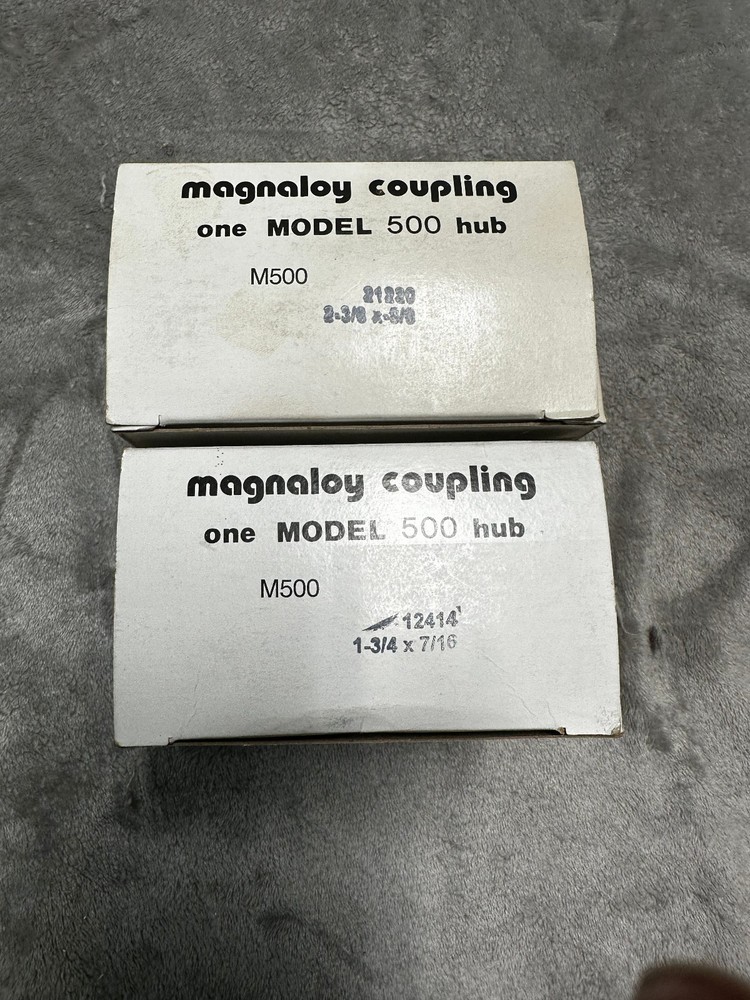 magnaloy coupling
one MODEL 500 hub
M500
2-3/8 x 5/8
magnaloy coupling
one MODEL 500 hub
M500
12414
1-3/4 x 7/16